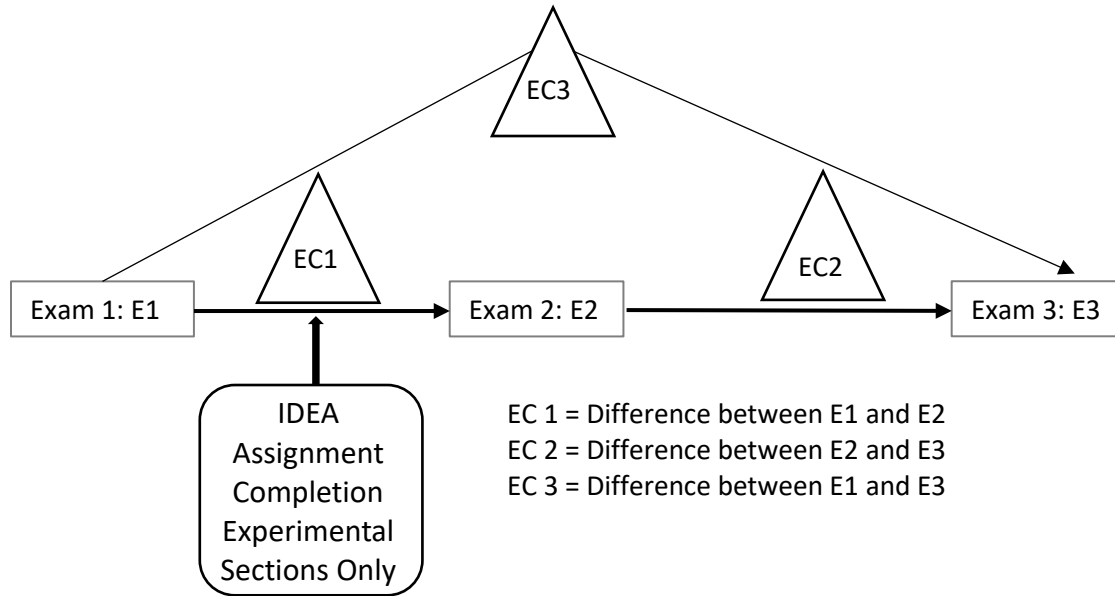 EC3
EC1
EC2
Exam 1: E1
Exam 2: E2
Exam 3: E3
IDEA
Assignment
Completion
Experimental
Sections Only
EC 1 = Difference between E1 and E2
EC 2 = Difference between E2 and E3
EC 3 = Difference between E1 and E3